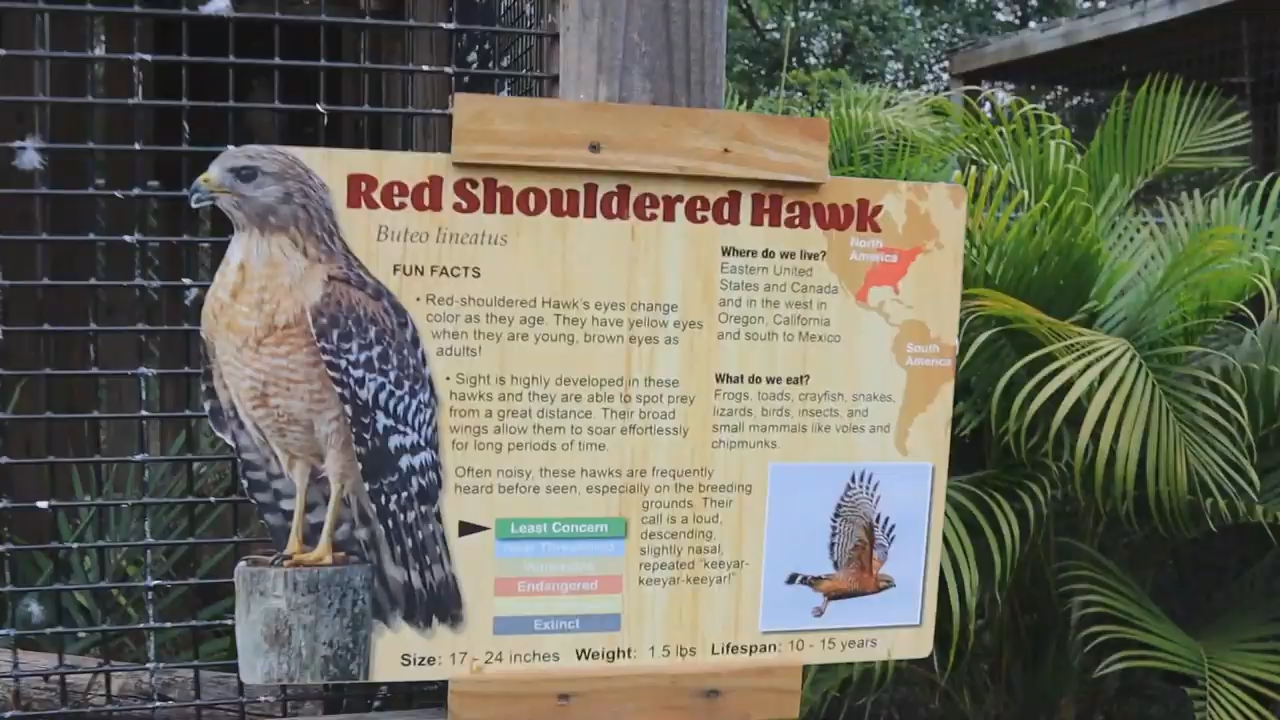 Red Shouldered Hawk
Buteo lineatus
FUN FACTS
• Red-shouldered Hawk's eyes change
color as they age. They have yellow eyes
when they are young, brown eyes as
adults!
• Sight is highly developed in these
hawks and they are able to spot prey
from a great distance. Their broad
wings allow them to soar effortlessly
for long periods of time.
Often noisy, these hawks are frequently
heard before seen, especially on the breeding
grounds. Their
call is a loud,
descending,
slightly nasal,
repeated "keeyar-
keeyar-keeyar!"
Least Concern
Near Threatened
Vulnerable
Endangered
Extinct
Where do we live?
Eastern United
States and Canada
and in the west in
Oregon, California
and south to Mexico
North
America
South
America
What do we eat?
Frogs, toads, crayfish, snakes,
lizards, birds, insects, and
small mammals like voles and
chipmunks.
Size: 17 - 24 inches Weight: 1.5 lbs Lifespan: 10 - 15 years